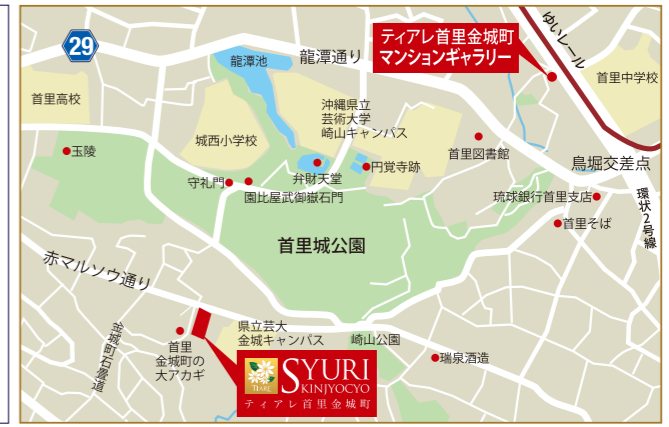 29
龍潭池
龍潭通り
ティアレ首里金城町
マンションギャラリー
ゆいレール
首里中学校
首里高校
沖縄県立
芸術大学
崎山キャンパス
城西小学校
玉陵
首里図書館
鳥堀交差点
守礼門
弁財天堂
円覚寺跡
園比屋武御嶽石門
琉球銀行首里支店
環状2号線
首里そば
首里城公園
赤マルソウ通り
金城町石畳道
首里
金城町の
大アカギ
県立芸大
金城キャンパス
崎山公園
瑞泉酒造
TIARE
SYURI
KINJYOCYO
ティアレ首里金城町